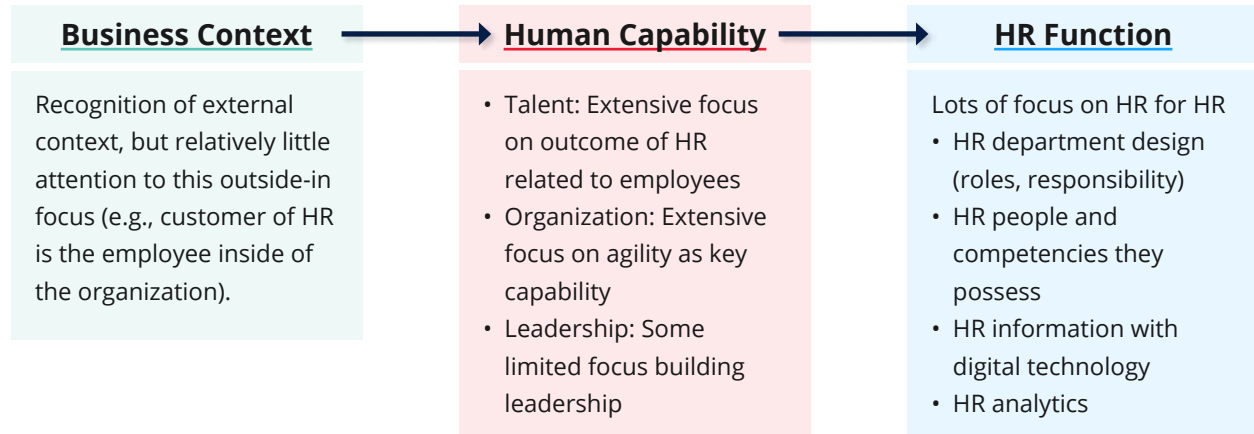 Business Context
Recognition of external
context, but relatively little
attention to this outside-in
focus (e.g., customer of HR
is the employee inside of
the organization).
Human Capability
• Talent: Extensive focus
on outcome of HR
related to employees
• Organization: Extensive
focus on agility as key
capability
• Leadership: Some
limited focus building
leadership
HR Function
Lots of focus on HR for HR
• HR department design
(roles, responsibility)
• HR people and
competencies they
possess
• HR information with
digital technology
• HR analytics